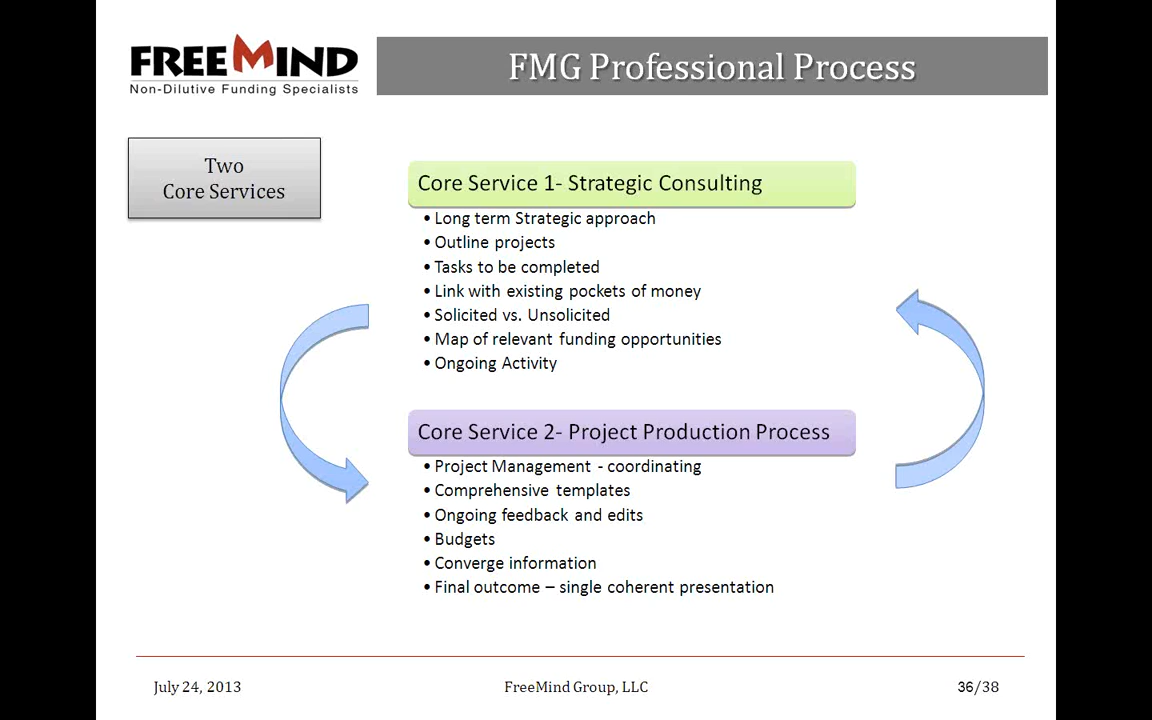 FREEMIND
Non-Dilutive Funding Specialists
FMG Professional Process
Two
Core Services
Core Service 1- Strategic Consulting
• Long term Strategic approach
• Outline projects
• Tasks to be completed
• Link with existing pockets of money
• Solicited vs. Unsolicited
• Map of relevant funding opportunities
• Ongoing Activity
Core Service 2- Project Production Process
• Project Management - coordinating
• Comprehensive templates
• Ongoing feedback and edits
• Budgets
• Converge information
• Final outcome – single coherent presentation
July 24, 2013
FreeMind Group, LLC
36/38